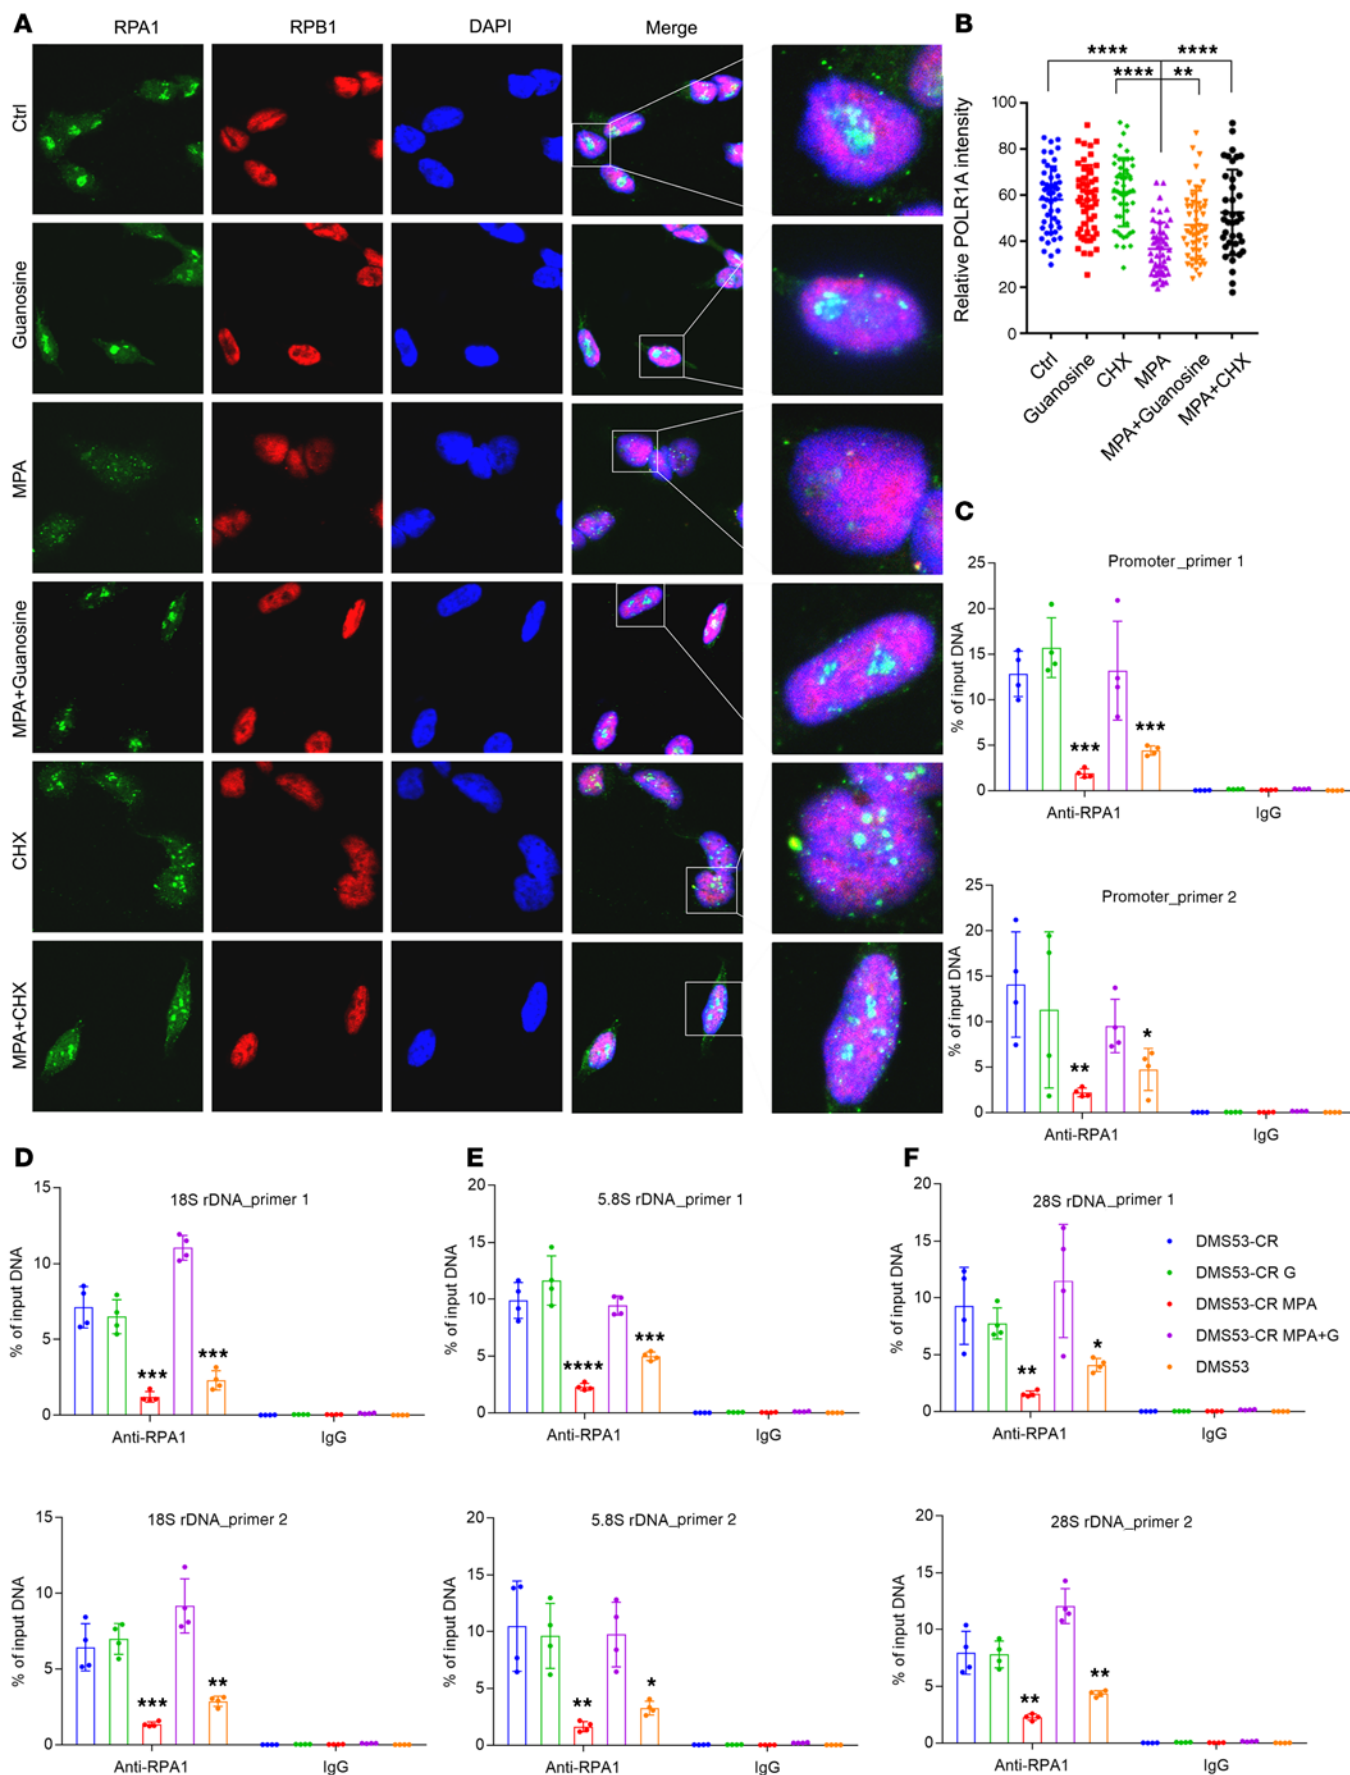 A
RPA1 RPB1 DAPI Merge
Ctrl
Guanosine
MPA
MPA+Guanosine
CHX
MPA+CHX
B
**** ****
**** **
Relative POLR1A intensity
100
80
60
40
20
0
Ctrl
Guanosine
CHX
MPA
MPA+Guanosine
MPA+CHX
C
Promoter_primer 1
% of input DNA
25
20
15
10
5
0
*** ***
Anti-RPA1 IgG
Promoter_primer 2
% of input DNA
25
20
15
10
5
0
** *
Anti-RPA1 IgG
D
18S rDNA_primer 1
% of input DNA
15
10
5
0
*** ***
Anti-RPA1 IgG
18S rDNA_primer 2
% of input DNA
15
10
5
0
*** **
Anti-RPA1 IgG
E
5.8S rDNA_primer 1
% of input DNA
20
15
10
5
0
**** ***
Anti-RPA1 IgG
5.8S rDNA_primer 2
% of input DNA
20
15
10
5
0
** *
Anti-RPA1 IgG
F
28S rDNA_primer 1
% of input DNA
20
15
10
5
0
** *
Anti-RPA1 IgG
DMS53-CR
DMS53-CR G
DMS53-CR MPA
DMS53-CR MPA+G
DMS53
28S rDNA_primer 2
% of input DNA
20
15
10
5
0
** **
Anti-RPA1 IgG